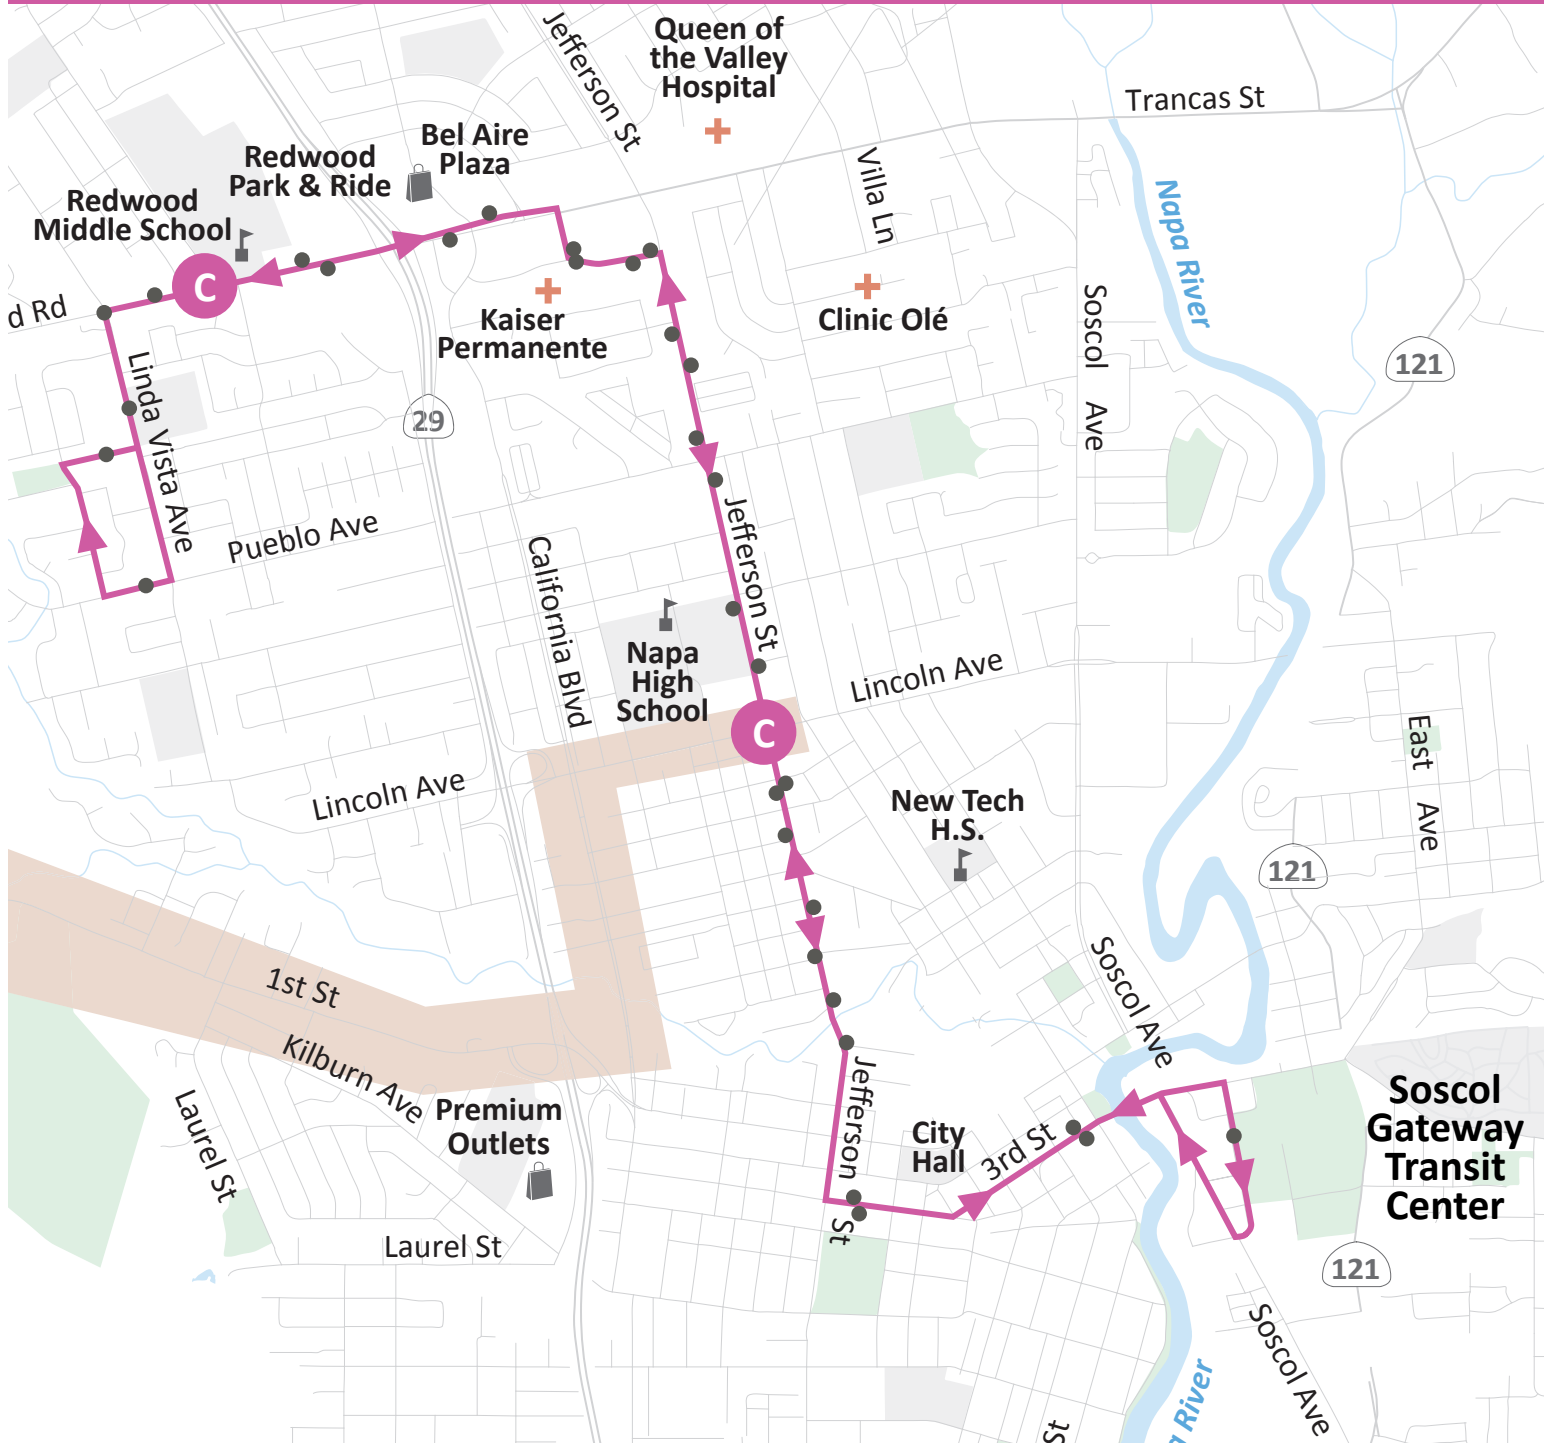 Jefferson St
Queen of
the Valley
Hospital
Trancas St
Bel Aire
Plaza
Redwood
Park & Ride
Redwood
Middle School
Villa Ln
Napa River
C
d Rd
Kaiser
Permanente
Clinic Olé
Soscol Ave
121
29
Linda Vista Ave
Pueblo Ave
California Blvd
Jefferson St
Napa
High
School
Lincoln Ave
C
East Ave
Lincoln Ave
New Tech
H.S.
121
1st St
Soscol Ave
Kilburn Ave
Laurel St
Premium
Outlets
Jefferson St
City
Hall
3rd St
Soscol
Gateway
Transit
Center
Laurel St
121
Soscol Ave
River
St